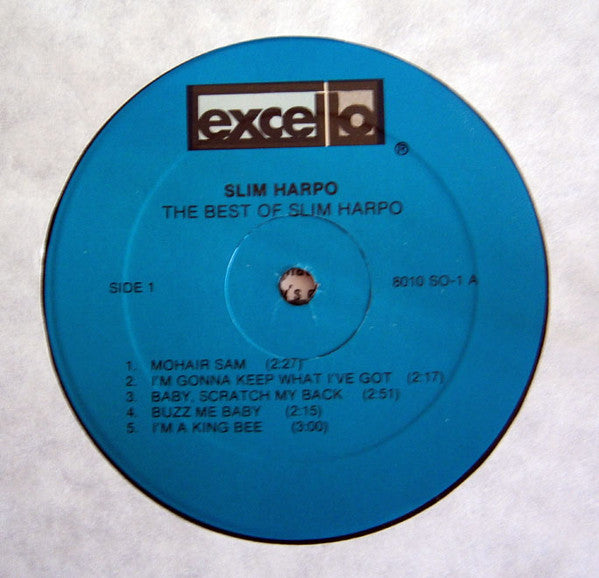 excello
®
SLIM HARPO
THE BEST OF SLIM HARPO
SIDE 1
8010 SO-1 A
1. MOHAIR SAM (2:27)
2. I'M GONNA KEEP WHAT I'VE GOT (2:17)
3. BABY, SCRATCH MY BACK (2:51)
4. BUZZ ME BABY (2:15)
5. I'M A KING BEE (3:00)